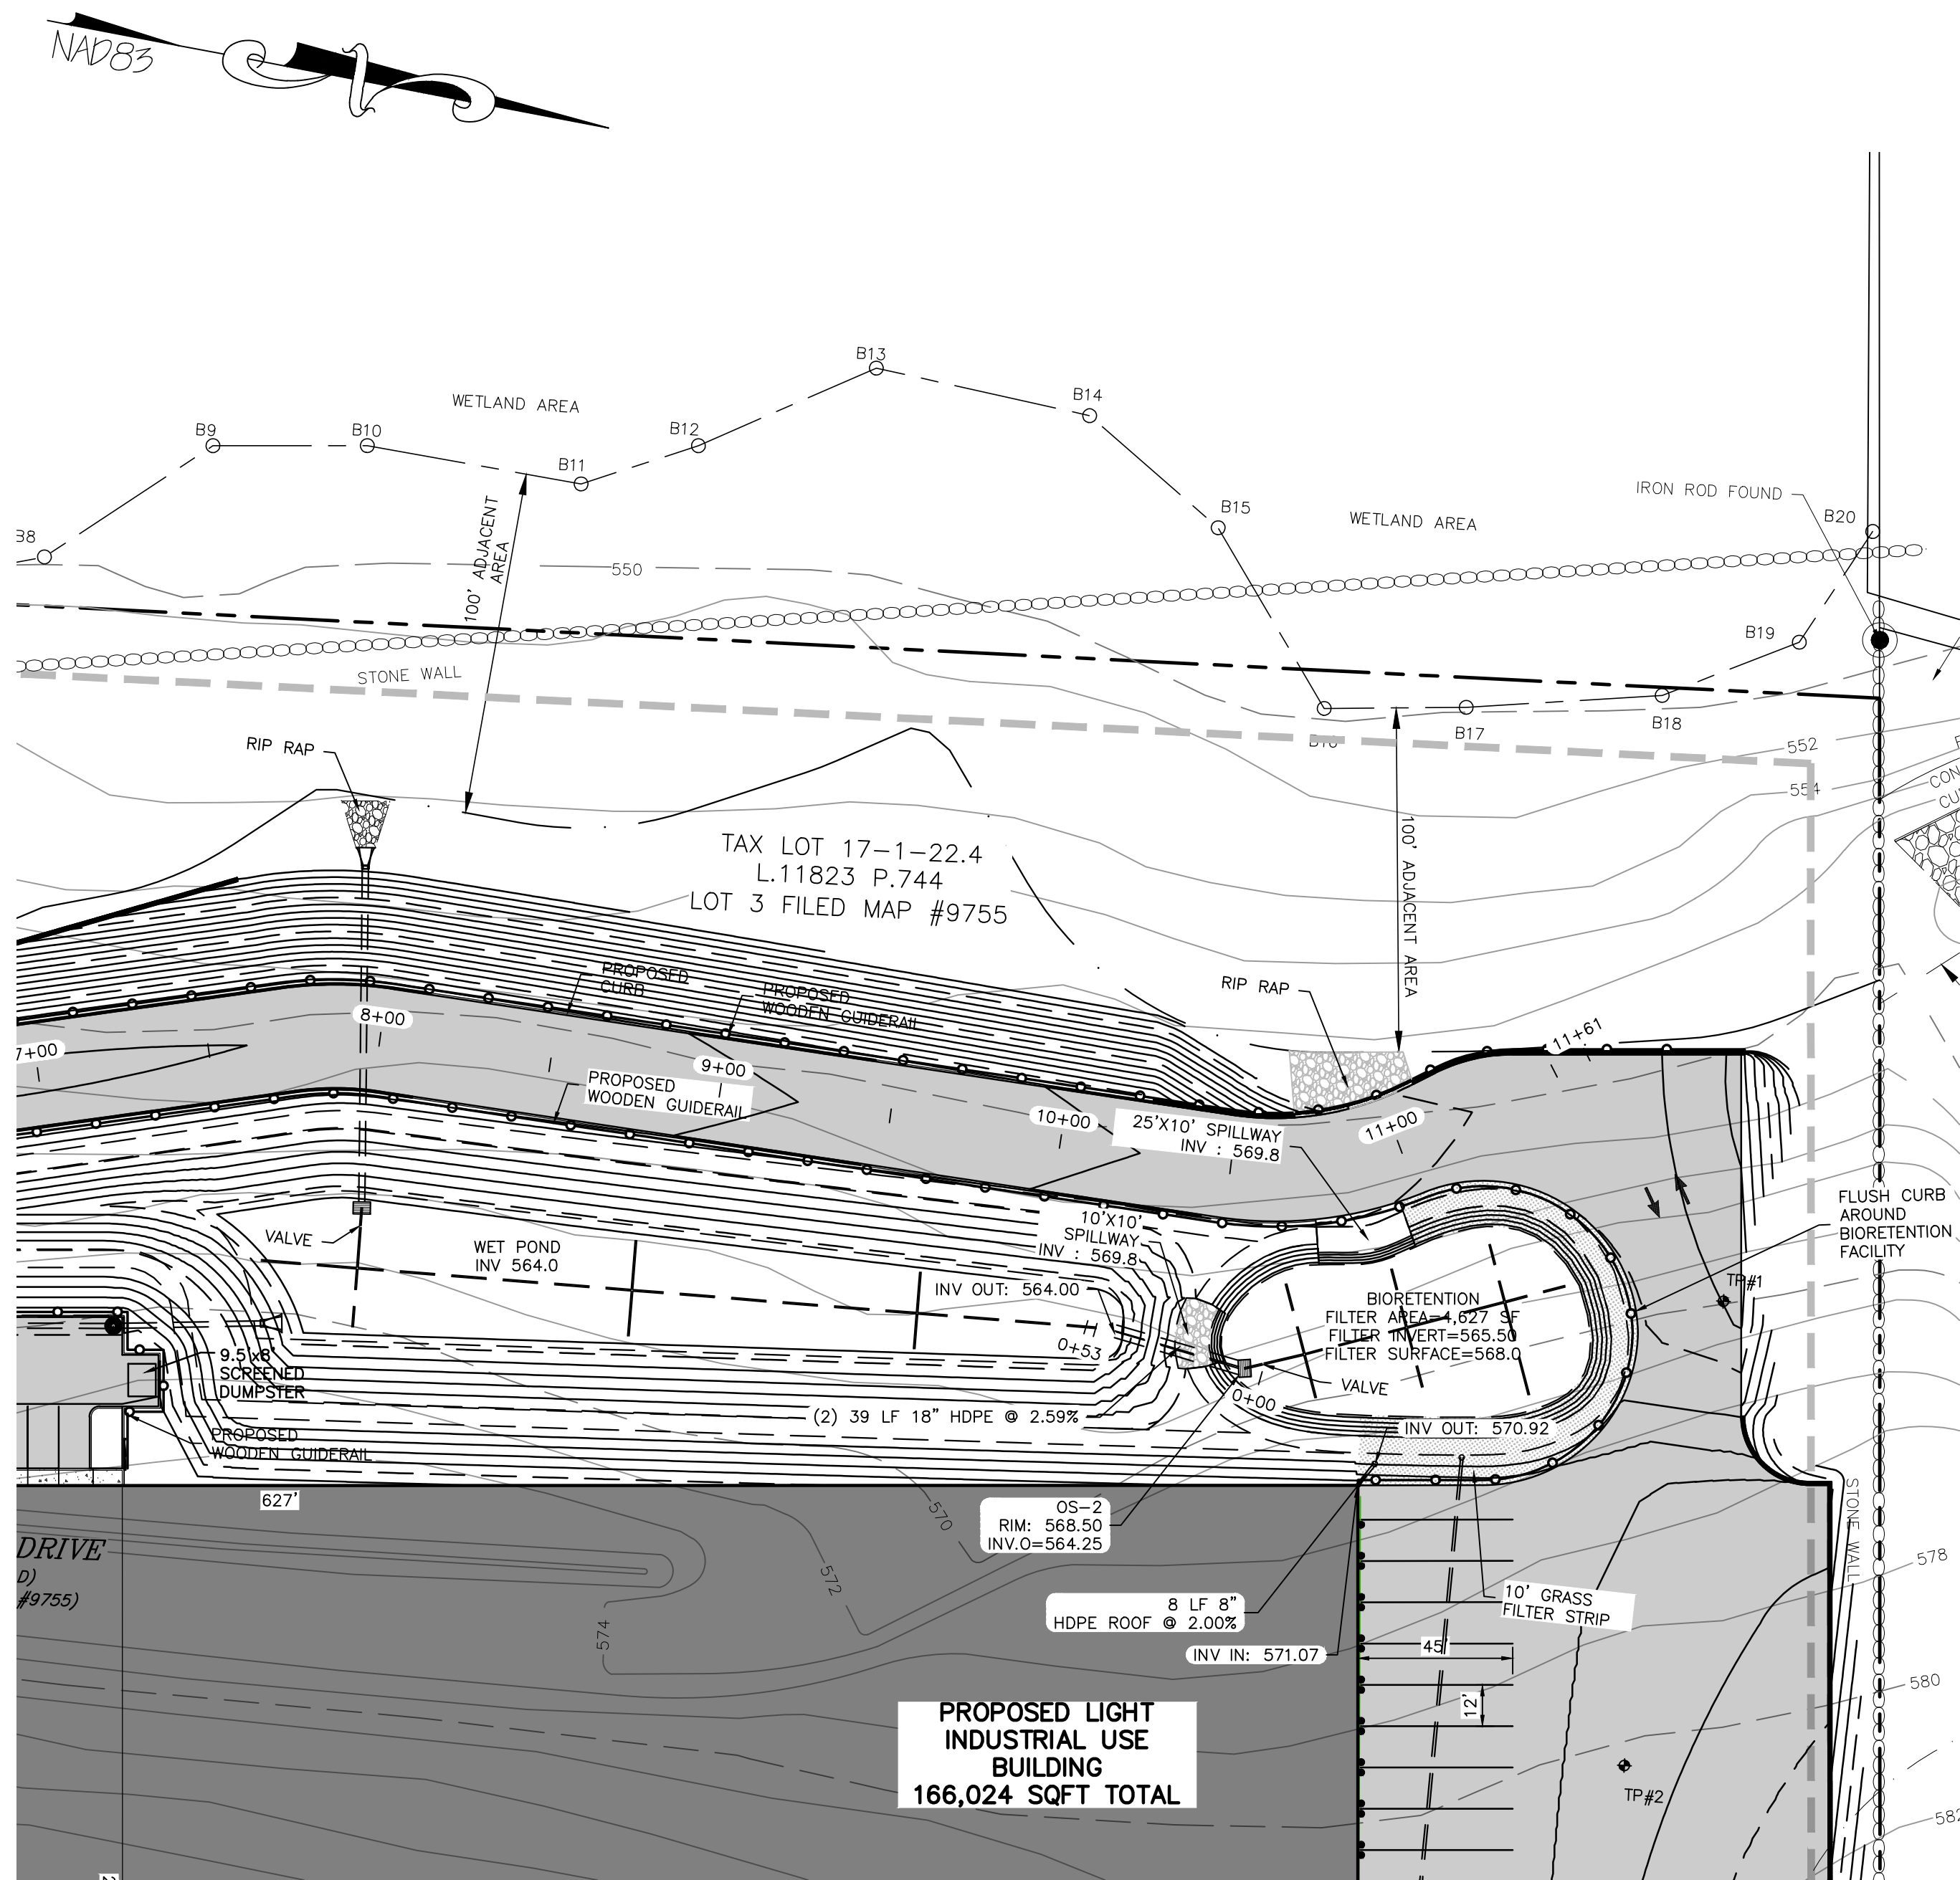 NAD83
B13
B14
WETLAND AREA
B9
B10
B12
B11
B15
IRON ROD FOUND
WETLAND AREA
B20
B8
100' ADJACENT
AREA
550
B19
STONE WALL
B17
B18
552
554
RIP RAP
100' ADJACENT AREA
TAX LOT 17-1-22.4
L.11823 P.744
LOT 3 FILED MAP #9755
RIP RAP
PROPOSED
CURB
PROPOSED
WOODEN GUIDERAIL
8+00
7+00
9+00
11+61
PROPOSED
WOODEN GUIDERAIL
10+00
25'X10' SPILLWAY
INV : 569.8
11+00
FLUSH CURB
AROUND
BIORETENTION
FACILITY
VALVE
WET POND
INV 564.0
10'X10'
SPILLWAY
INV : 569.8
INV OUT: 564.00
TP#1
BIORETENTION
FILTER AREA=4,627 SF
FILTER INVERT=565.50
FILTER SURFACE=568.0
0+53
9.5'x8'
SCREENED
DUMPSTER
VALVE
0+00
(2) 39 LF 18" HDPE @ 2.59%
INV OUT: 570.92
PROPOSED
WOODEN GUIDERAIL
627'
STONE WALL
OS-2
RIM: 568.50
INV.O=564.25
570
DRIVE
D)
#9755)
572
578
8 LF 8"
HDPE ROOF @ 2.00%
10' GRASS
FILTER STRIP
574
INV IN: 571.07
45'
580
12'
PROPOSED LIGHT
INDUSTRIAL USE
BUILDING
166,024 SQFT TOTAL
TP#2
582